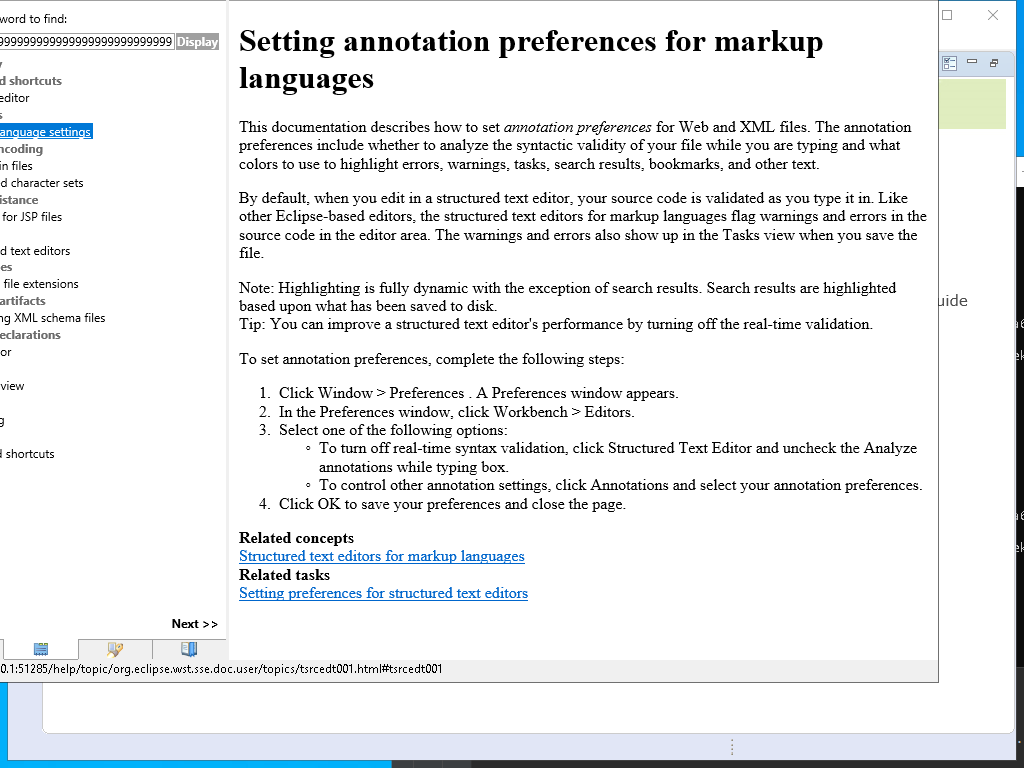 word to find:
9999999999999999999999999999 Display
d shortcuts
editor
s
anguage settings
ncoding
in files
d character sets
istance
for JSP files
d text editors
es
file extensions
artifacts
ng XML schema files
eclarations
or
view
g
d shortcuts
Next >>
Setting annotation preferences for markup
languages
This documentation describes how to set annotation preferences for Web and XML files. The annotation
preferences include whether to analyze the syntactic validity of your file while you are typing and what
colors to use to highlight errors, warnings, tasks, search results, bookmarks, and other text.
By default, when you edit in a structured text editor, your source code is validated as you type it in. Like
other Eclipse-based editors, the structured text editors for markup languages flag warnings and errors in the
source code in the editor area. The warnings and errors also show up in the Tasks view when you save the
file.
Note: Highlighting is fully dynamic with the exception of search results. Search results are highlighted
based upon what has been saved to disk.
Tip: You can improve a structured text editor's performance by turning off the real-time validation.
To set annotation preferences, complete the following steps:
1. Click Window > Preferences . A Preferences window appears.
2. In the Preferences window, click Workbench > Editors.
3. Select one of the following options:
◦ To turn off real-time syntax validation, click Structured Text Editor and uncheck the Analyze
annotations while typing box.
◦ To control other annotation settings, click Annotations and select your annotation preferences.
4. Click OK to save your preferences and close the page.
Related concepts
Structured text editors for markup languages
Related tasks
Setting preferences for structured text editors
0.1:51285/help/topic/org.eclipse.wst.sse.doc.user/topics/tsrcedt001.html#tsrcedt001
uide